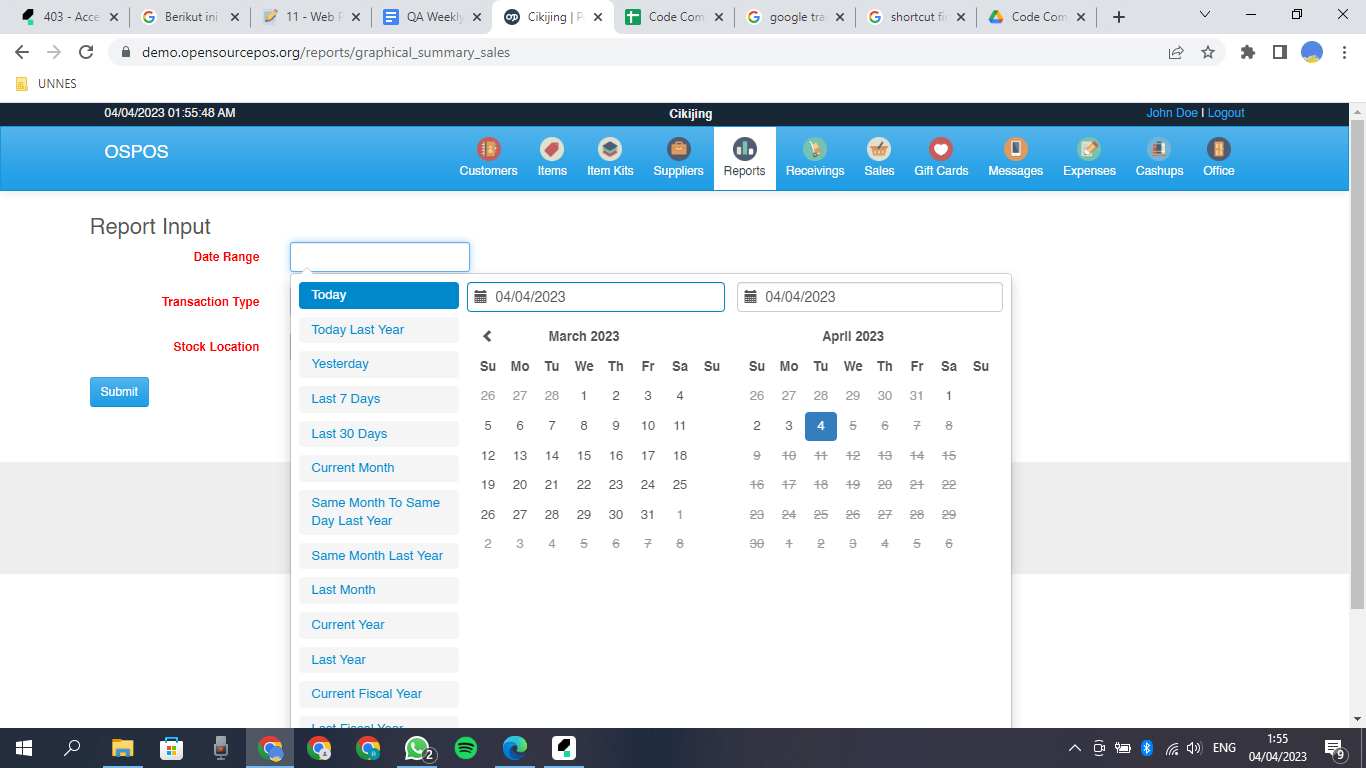 403 - Acce
Berikut ini
11 - Web P
QA Weekly
Cikijing | P
Code Com
google tra
shortcut fi
Code Com
demo.opensourcepos.org/reports/graphical_summary_sales
UNNES
04/04/2023 01:55:48 AM
Cikijing
John Doe | Logout
OSPOS
Customers
Items
Item Kits
Suppliers
Reports
Receivings
Sales
Gift Cards
Messages
Expenses
Cashups
Office
Report Input
Date Range
Transaction Type
Stock Location
Submit
Today
Today Last Year
Yesterday
Last 7 Days
Last 30 Days
Current Month
Same Month To Same
Day Last Year
Same Month Last Year
Last Month
Current Year
Last Year
Current Fiscal Year
Last Fiscal Year
04/04/2023
March 2023
Su Mo Tu We Th Fr Sa Su
26 27 28 1 2 3 4
5 6 7 8 9 10 11
12 13 14 15 16 17 18
19 20 21 22 23 24 25
26 27 28 29 30 31 1
2 3 4 5 6 7 8
04/04/2023
April 2023
Su Mo Tu We Th Fr Sa Su
26 27 28 29 30 31 1
2 3 4 5 6 7 8
9 10 11 12 13 14 15
16 17 18 19 20 21 22
23 24 25 26 27 28 29
30 1 2 3 4 5 6
2
ENG
1:55
04/04/2023
9